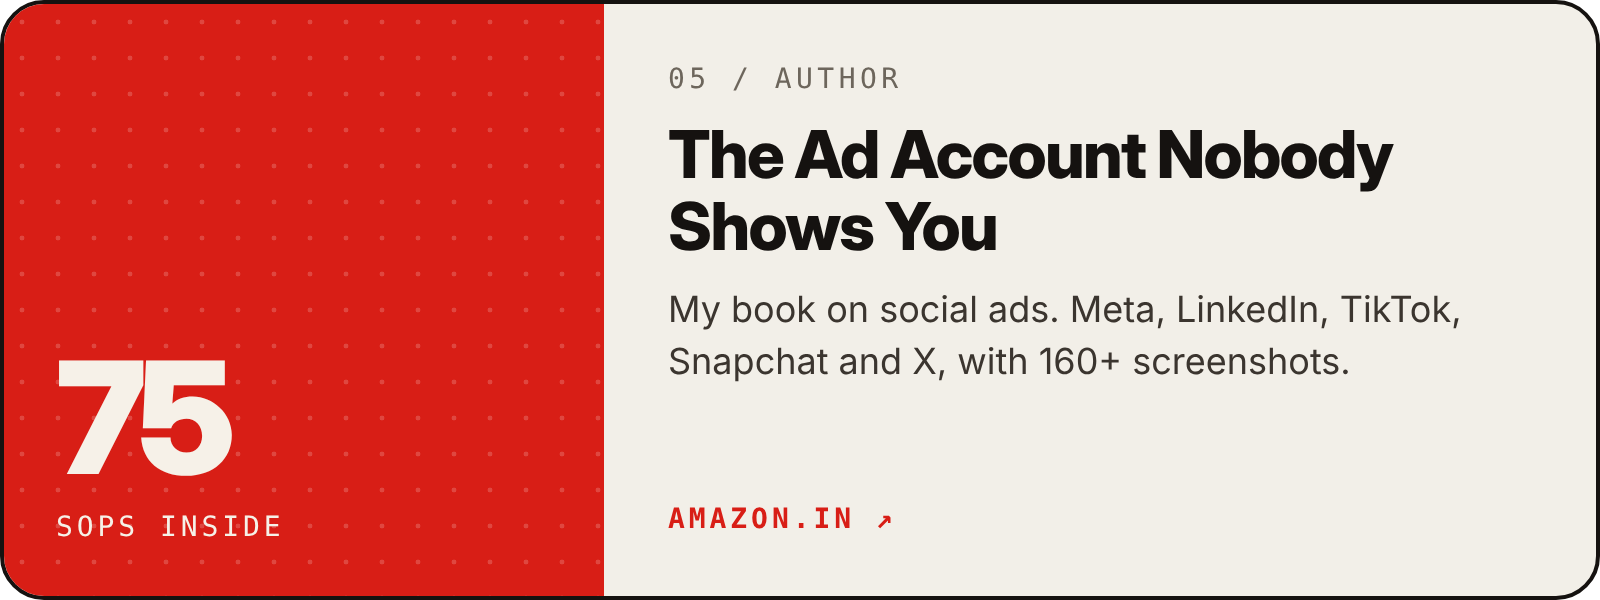 75
SOPS INSIDE
05 / AUTHOR
The Ad Account Nobody
Shows You
My book on social ads. Meta, LinkedIn, TikTok,
Snapchat and X, with 160+ screenshots.
AMAZON.IN ↗